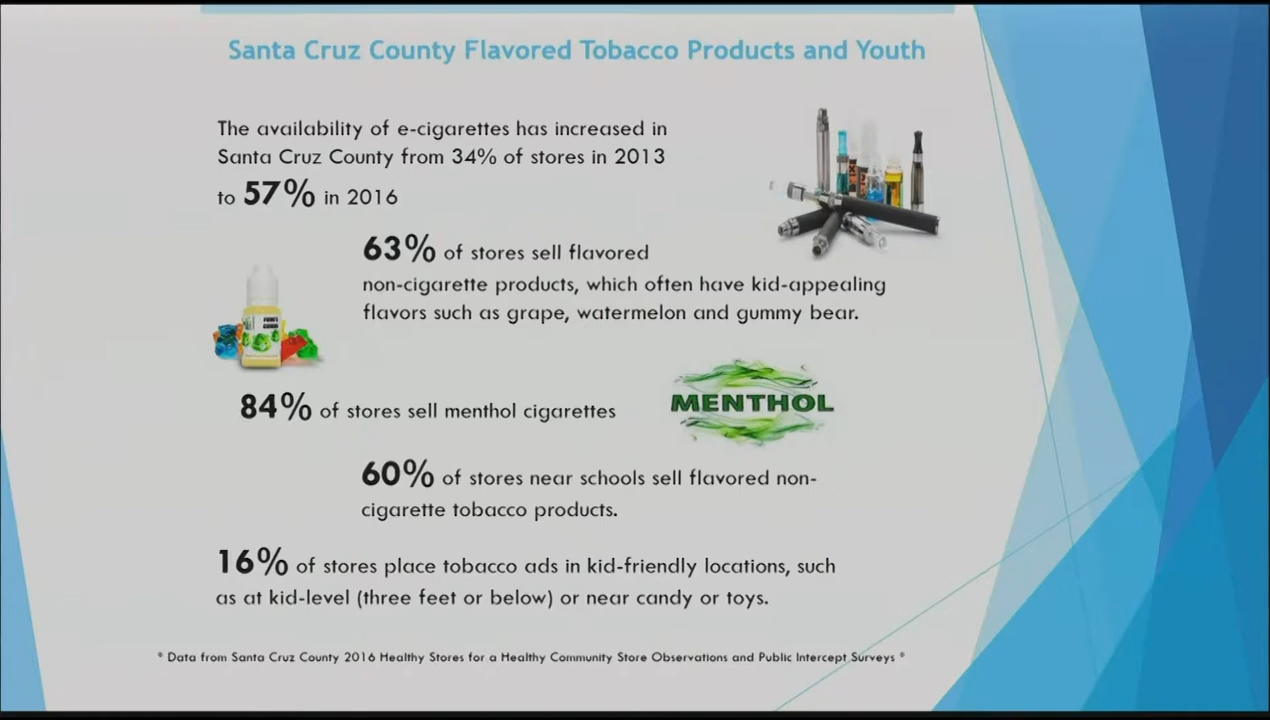 Santa Cruz County Flavored Tobacco Products and Youth
The availability of e-cigarettes has increased in
Santa Cruz County from 34% of stores in 2013
to 57% in 2016
63% of stores sell flavored
non-cigarette products, which often have kid-appealing
flavors such as grape, watermelon and gummy bear.
84% of stores sell menthol cigarettes
MENTHOL
60% of stores near schools sell flavored non-
cigarette tobacco products.
16% of stores place tobacco ads in kid-friendly locations, such
as at kid-level (three feet or below) or near candy or toys.
* Data from Santa Cruz County 2016 Healthy Stores for a Healthy Community Store Observations and Public Intercept Surveys *